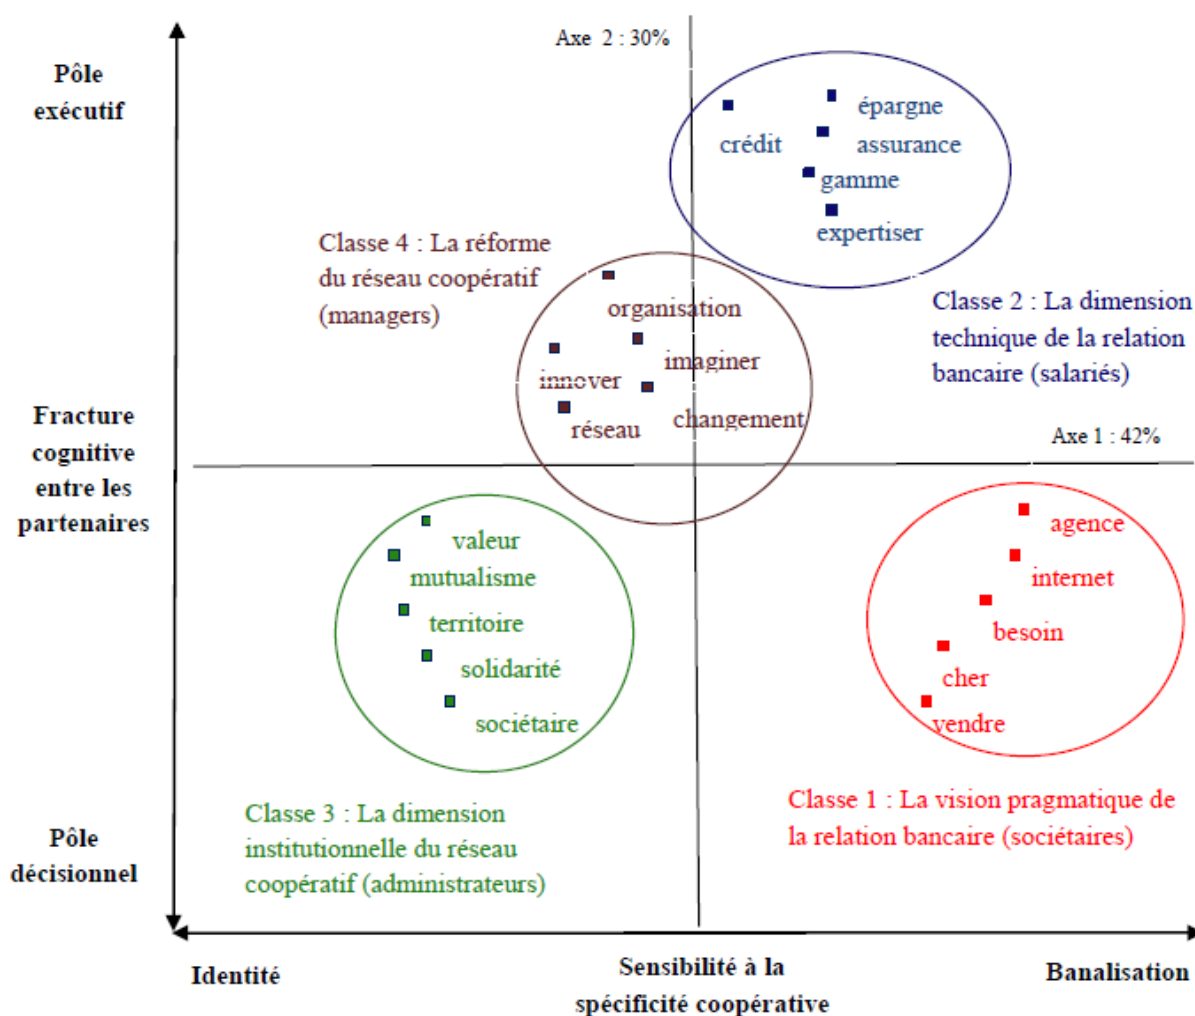 Axe 2 : 30%
Pôle
exécutif
épargne
crédit
assurance
gamme
expertiser
Classe 4 : La réforme
du réseau coopératif
(managers)
organisation
imaginer
innover
changement
réseau
Classe 2 : La dimension
technique de la relation
bancaire (salariés)
Fracture
cognitive
entre les
partenaires
Axe 1 : 42%
valeur
mutualisme
territoire
solidarité
sociétaire
agence
internet
besoin
cher
vendre
Classe 3 : La dimension
institutionnelle du réseau
coopératif (administrateurs)
Classe 1 : La vision pragmatique de
la relation bancaire (sociétaires)
Pôle
décisionnel
Identité
Sensibilité à la
spécificité coopérative
Banalisation